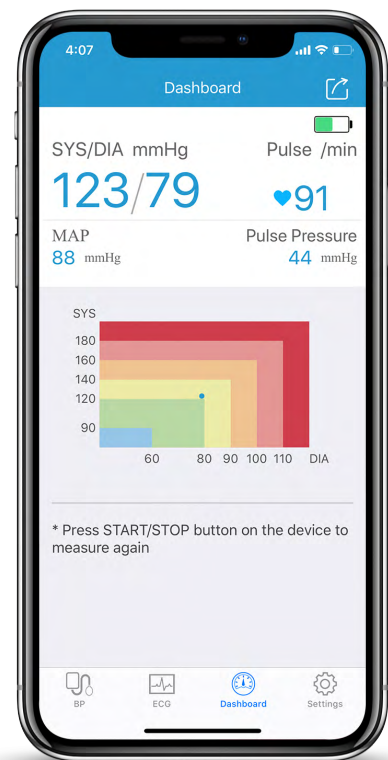 4:07
Dashboard
SYS/DIA mmHg Pulse /min
123/79 91
MAP Pulse Pressure
88 mmHg 44 mmHg
SYS
180
160
140
120
90
60 80 90 100 110 DIA
* Press START/STOP button on the device to
measure again
BP ECG Dashboard Settings